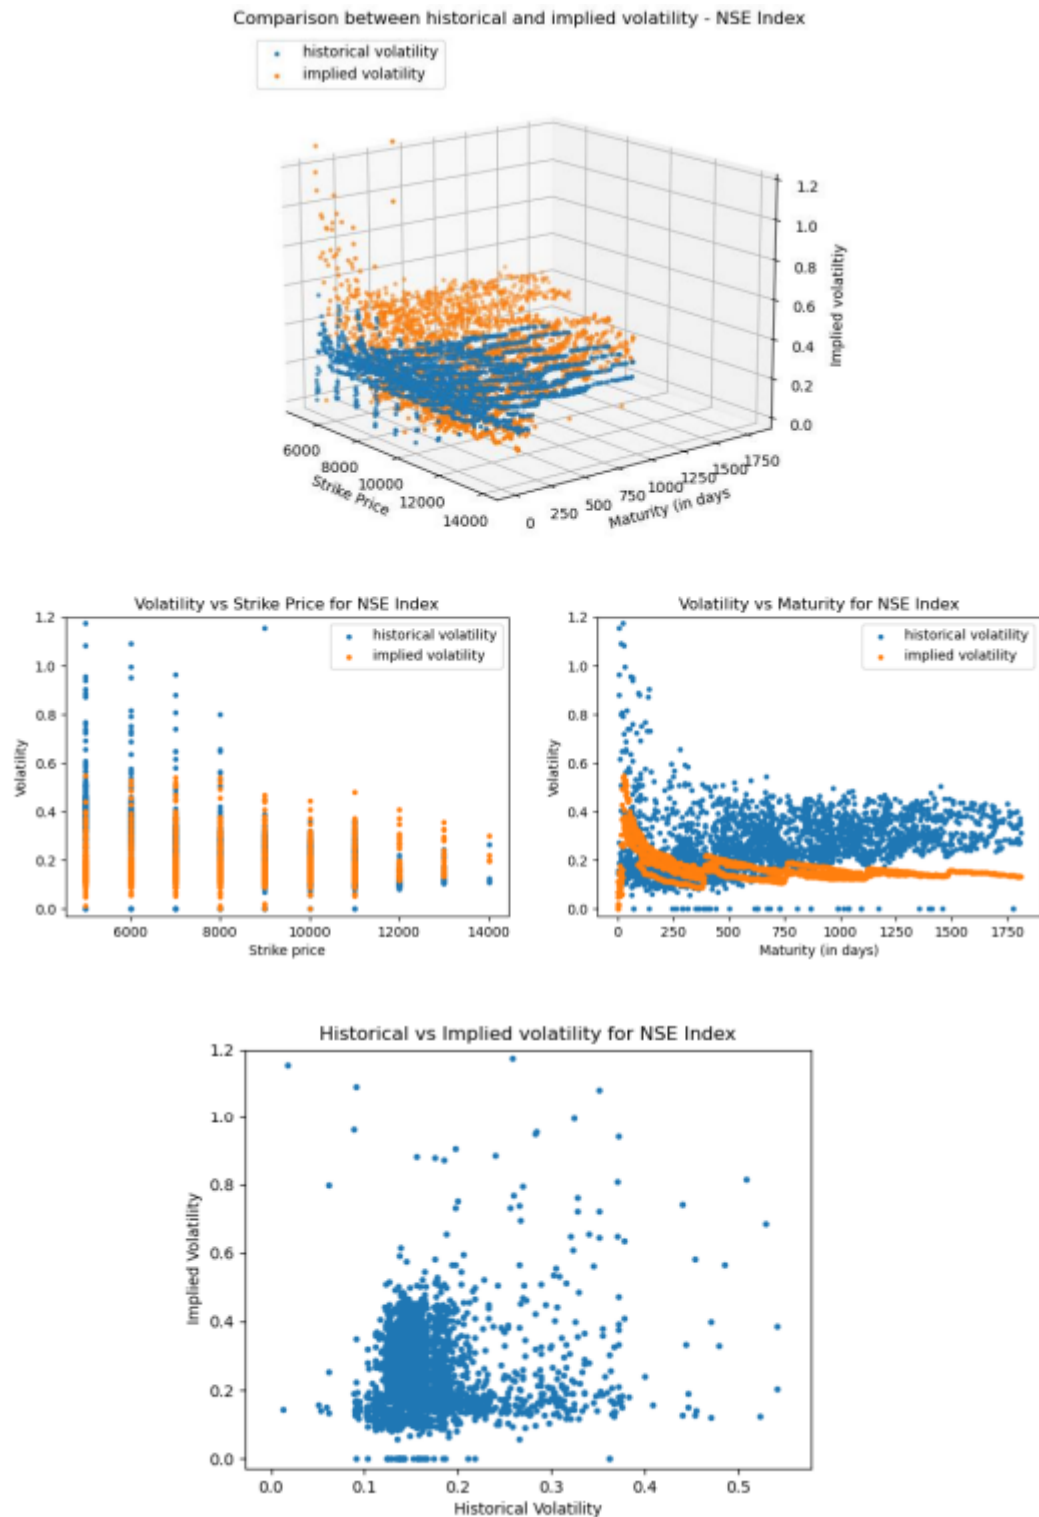 Comparison between historical and implied volatility - NSE Index
historical volatility
implied volatility
1.2
1.0
0.8
0.6
0.4
0.2
0.0
Implied volatitiy
6000
8000
10000
12000
14000
Strike Price
0
250
500
750
1000
1250
1500
1750
Maturity (in days
Volatility vs Strike Price for NSE Index
historical volatility
implied volatility
1.2
1.0
0.8
0.6
0.4
0.2
0.0
Volatility
6000 8000 10000 12000 14000
Strike price
Volatility vs Maturity for NSE Index
historical volatility
implied volatility
1.2
1.0
0.8
0.6
0.4
0.2
0.0
Volatility
0 250 500 750 1000 1250 1500 1750
Maturity (in days)
Historical vs Implied volatility for NSE Index
1.2
1.0
0.8
0.6
0.4
0.2
0.0
Implied Volatility
0.0 0.1 0.2 0.3 0.4 0.5
Historical Volatility